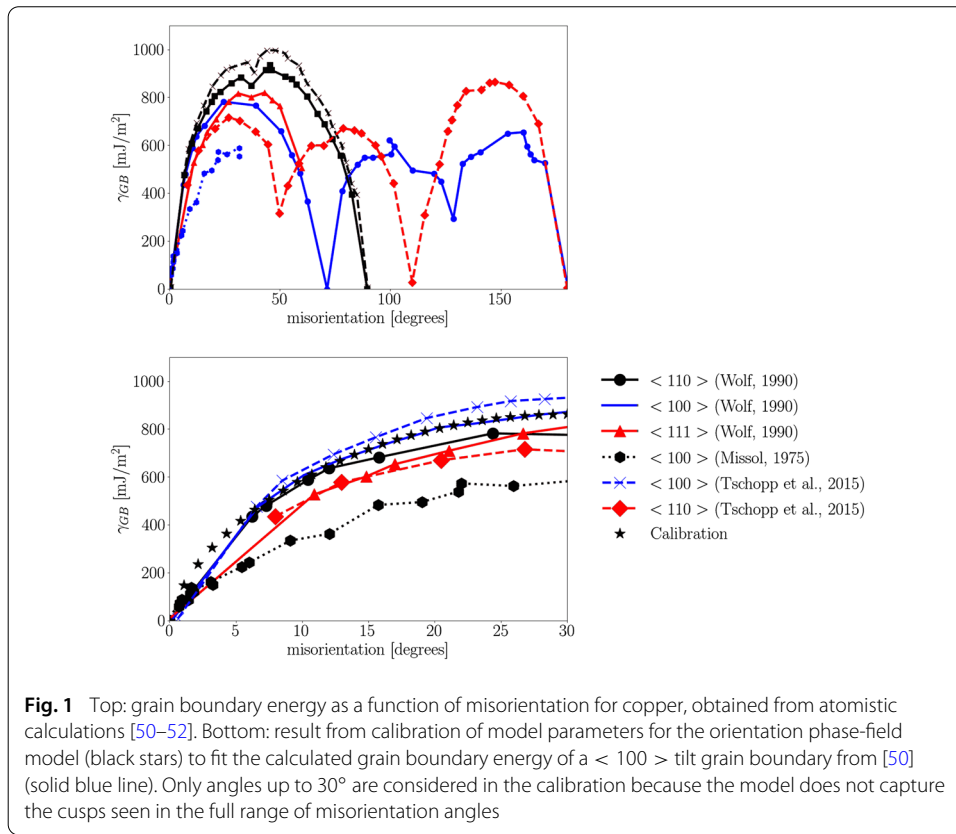 1000
800
600
400
200
0
γGB [mJ/m²]
0 50 100 150
misorientation [degrees]
1000
800
600
400
200
0
γGB [mJ/m²]
0 5 10 15 20 25 30
misorientation [degrees]
< 110 > (Wolf, 1990)
< 100 > (Wolf, 1990)
< 111 > (Wolf, 1990)
< 100 > (Missol, 1975)
< 100 > (Tschopp et al., 2015)
< 110 > (Tschopp et al., 2015)
Calibration
Fig. 1 Top: grain boundary energy as a function of misorientation for copper, obtained from atomistic
calculations [50–52]. Bottom: result from calibration of model parameters for the orientation phase-field
model (black stars) to fit the calculated grain boundary energy of a < 100 > tilt grain boundary from [50]
(solid blue line). Only angles up to 30° are considered in the calibration because the model does not capture
the cusps seen in the full range of misorientation angles